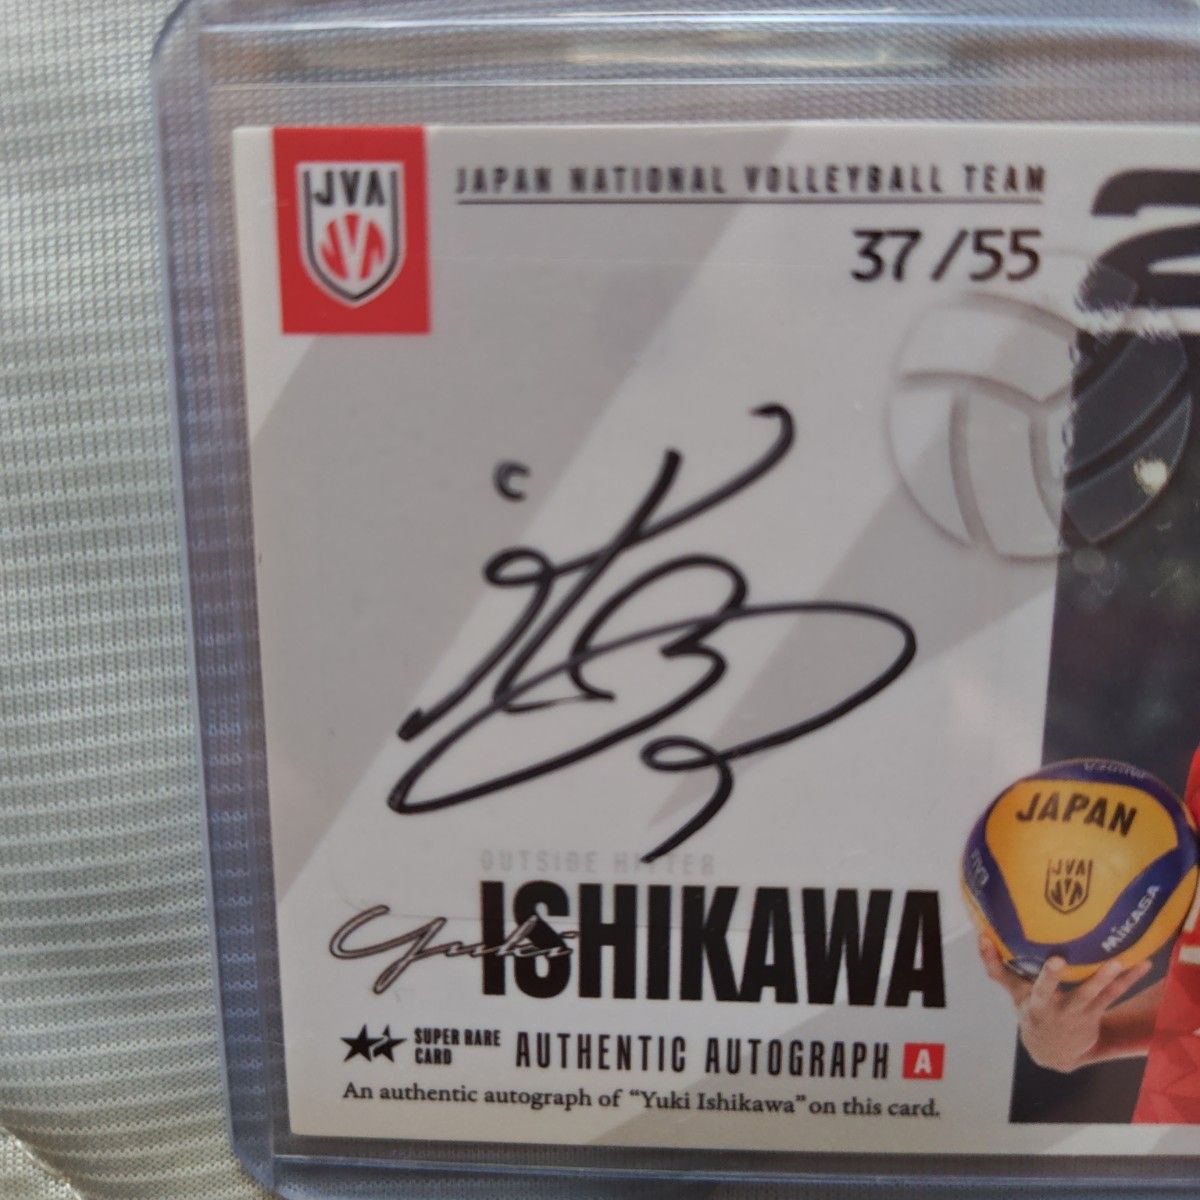 JVA
JAPAN NATIONAL VOLLEYBALL TEAM
37/55
2
OUTSIDE HITTER
Yuki
ISHIKAWA
JAPAN
JVA
MIKASA
SUPER RARE
CARD
AUTHENTIC AUTOGRAPH A
An authentic autograph of “Yuki Ishikawa” on this card.